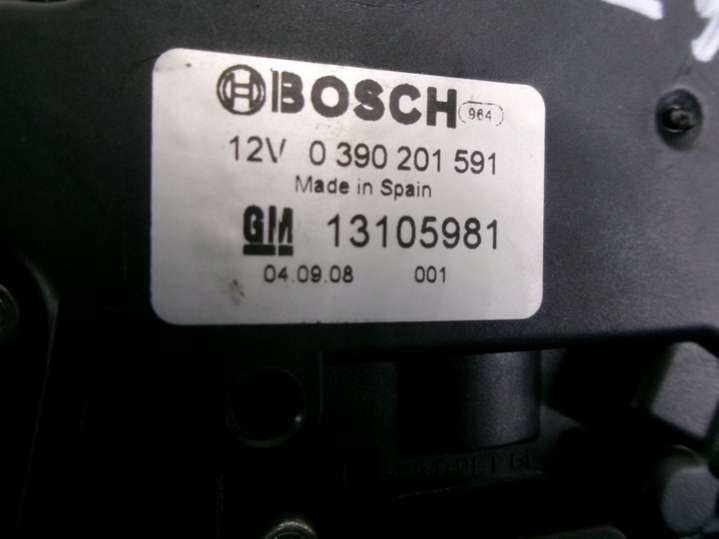 BOSCH 964
12V 0 390 201 591
Made in Spain
GM 13105981
04.09.08 001